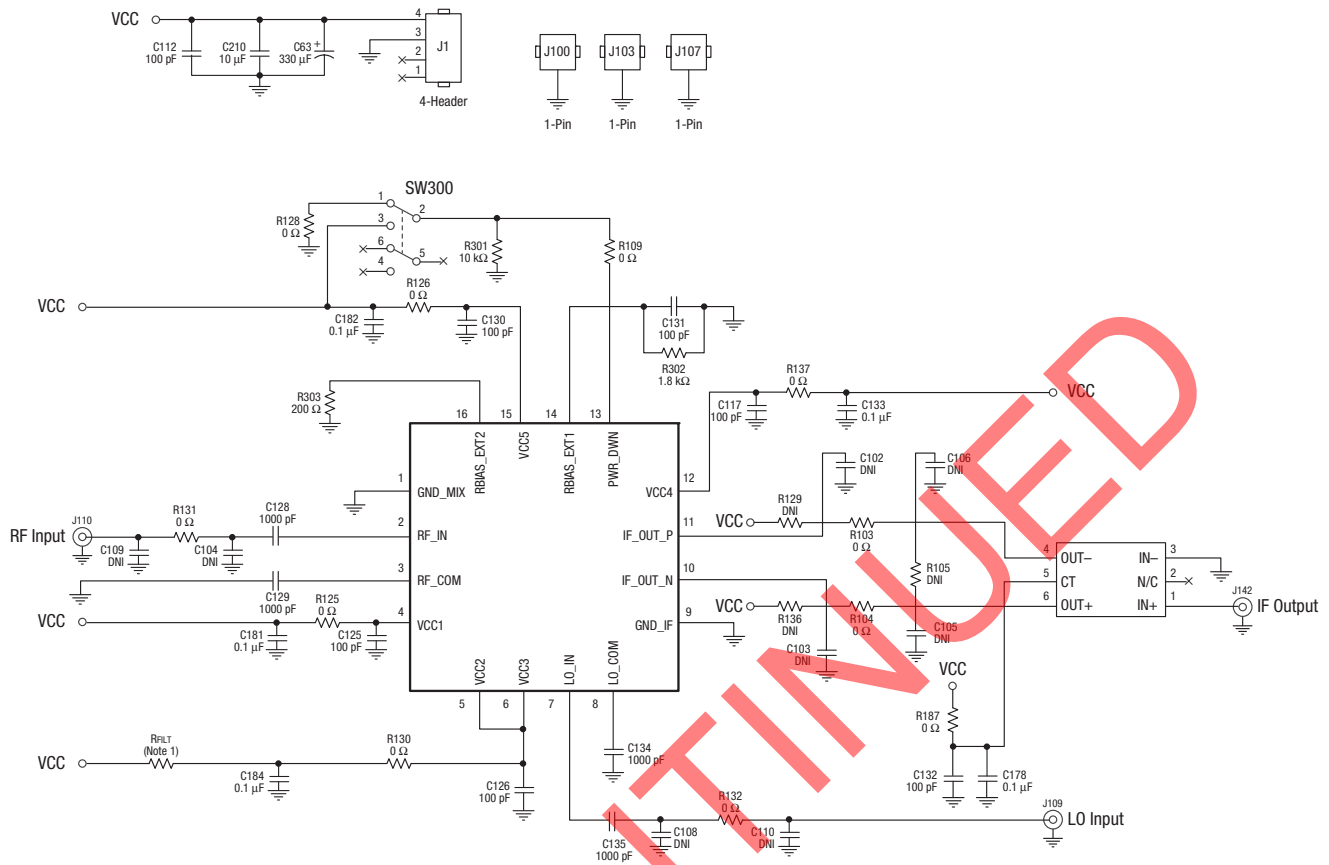 VCC
C112
100 pF
C210
10 µF
C63
330 µF
+
4
3
2
1
J1
4-Header
J100
1-Pin
J103
1-Pin
J107
1-Pin
SW300
1
2
3
6
5
4
R128
0 Ω
R301
10 kΩ
R109
0 Ω
VCC
R126
0 Ω
C182
0.1 µF
C130
100 pF
C131
100 pF
R302
1.8 kΩ
R303
200 Ω
R137
0 Ω
C117
100 pF
C133
0.1 µF
VCC
16
15
14
13
RBIAS_EXT2
VCC5
RBIAS_EXT1
PWR_DWN
1
GND_MIX
12
VCC4
C102
DNI
C106
DNI
RF Input
J110
R131
0 Ω
C128
1000 pF
C109
DNI
C104
DNI
2
RF_IN
11
IF_OUT_P
VCC
R129
DNI
R103
0 Ω
3
RF_COM
C129
1000 pF
10
IF_OUT_N
R105
DNI
4
OUT–
IN–
3
5
CT
N/C
2
6
OUT+
IN+
1
J142
IF Output
VCC
R125
0 Ω
C181
0.1 µF
C125
100 pF
4
VCC1
9
GND_IF
VCC
R136
DNI
R104
0 Ω
C105
DNI
C103
DNI
VCC2
VCC3
LO_IN
LO_COM
5
6
7
8
VCC
R187
0 Ω
C132
100 pF
C178
0.1 µF
VCC
RFILT
(Note 1)
R130
0 Ω
C184
0.1 µF
C126
100 pF
C134
1000 pF
C135
1000 pF
C108
DNI
R132
0 Ω
C110
DNI
J109
LO Input
TINUED